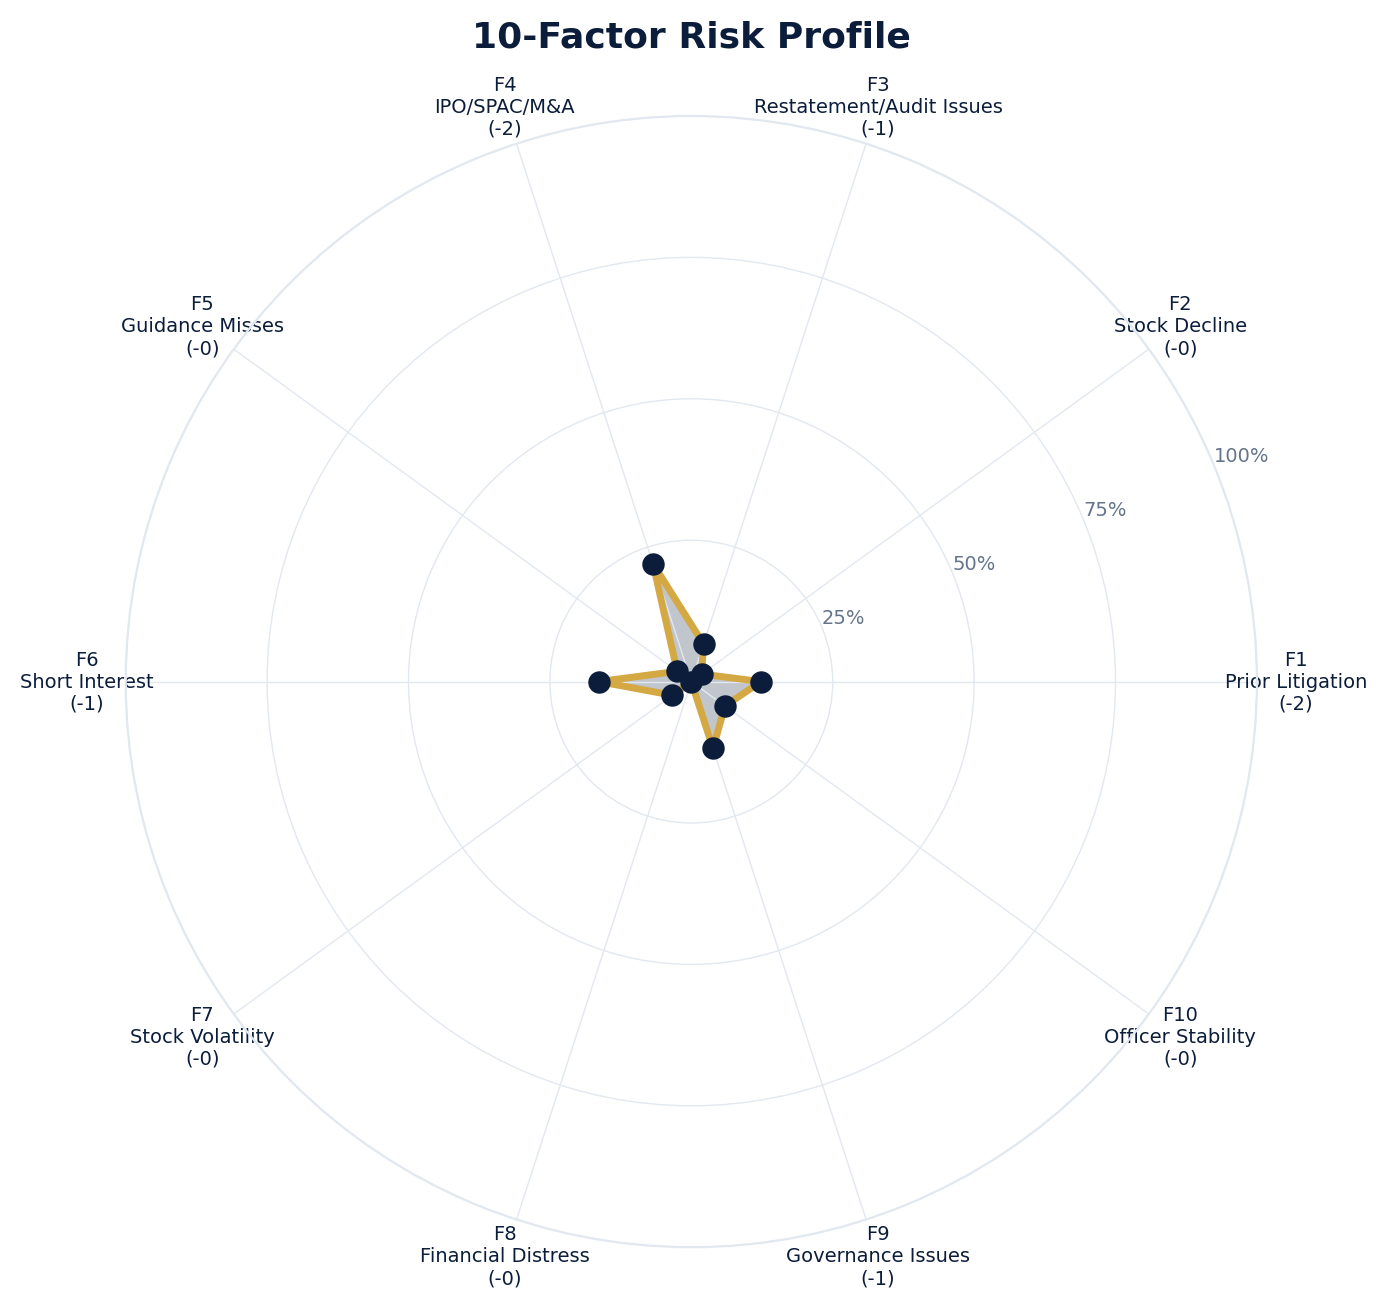 10-Factor Risk Profile
F4
IPO/SPAC/M&A
(-2)
F3
Restatement/Audit Issues
(-1)
F5
Guidance Misses
(-0)
F2
Stock Decline
(-0)
100%
75%
50%
25%
F6
Short Interest
(-1)
F1
Prior Litigation
(-2)
F7
Stock Volatility
(-0)
F10
Officer Stability
(-0)
F8
Financial Distress
(-0)
F9
Governance Issues
(-1)